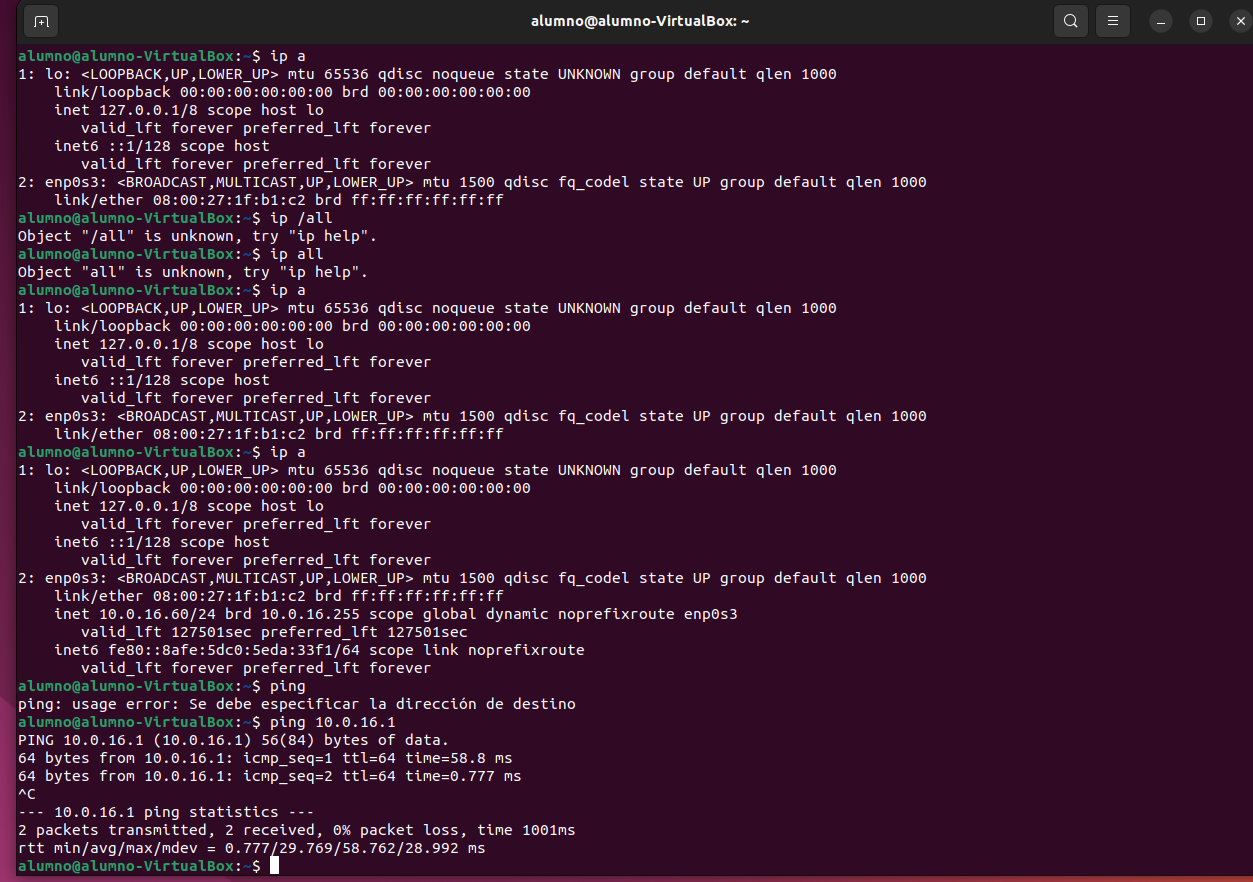 alumno@alumno-VirtualBox: ~
alumno@alumno-VirtualBox:~$ ip a
1: lo: <LOOPBACK,UP,LOWER_UP> mtu 65536 qdisc noqueue state UNKNOWN group default qlen 1000
    link/loopback 00:00:00:00:00:00 brd 00:00:00:00:00:00
    inet 127.0.0.1/8 scope host lo
       valid_lft forever preferred_lft forever
    inet6 ::1/128 scope host
       valid_lft forever preferred_lft forever
2: enp0s3: <BROADCAST,MULTICAST,UP,LOWER_UP> mtu 1500 qdisc fq_codel state UP group default qlen 1000
    link/ether 08:00:27:1f:b1:c2 brd ff:ff:ff:ff:ff:ff
alumno@alumno-VirtualBox:~$ ip /all
Object "/all" is unknown, try "ip help".
alumno@alumno-VirtualBox:~$ ip all
Object "all" is unknown, try "ip help".
alumno@alumno-VirtualBox:~$ ip a
1: lo: <LOOPBACK,UP,LOWER_UP> mtu 65536 qdisc noqueue state UNKNOWN group default qlen 1000
    link/loopback 00:00:00:00:00:00 brd 00:00:00:00:00:00
    inet 127.0.0.1/8 scope host lo
       valid_lft forever preferred_lft forever
    inet6 ::1/128 scope host
       valid_lft forever preferred_lft forever
2: enp0s3: <BROADCAST,MULTICAST,UP,LOWER_UP> mtu 1500 qdisc fq_codel state UP group default qlen 1000
    link/ether 08:00:27:1f:b1:c2 brd ff:ff:ff:ff:ff:ff
alumno@alumno-VirtualBox:~$ ip a
1: lo: <LOOPBACK,UP,LOWER_UP> mtu 65536 qdisc noqueue state UNKNOWN group default qlen 1000
    link/loopback 00:00:00:00:00:00 brd 00:00:00:00:00:00
    inet 127.0.0.1/8 scope host lo
       valid_lft forever preferred_lft forever
    inet6 ::1/128 scope host
       valid_lft forever preferred_lft forever
2: enp0s3: <BROADCAST,MULTICAST,UP,LOWER_UP> mtu 1500 qdisc fq_codel state UP group default qlen 1000
    link/ether 08:00:27:1f:b1:c2 brd ff:ff:ff:ff:ff:ff
    inet 10.0.16.60/24 brd 10.0.16.255 scope global dynamic noprefixroute enp0s3
       valid_lft 127501sec preferred_lft 127501sec
    inet6 fe80::8afe:5dc0:5eda:33f1/64 scope link noprefixroute
       valid_lft forever preferred_lft forever
alumno@alumno-VirtualBox:~$ ping
ping: usage error: Se debe especificar la dirección de destino
alumno@alumno-VirtualBox:~$ ping 10.0.16.1
PING 10.0.16.1 (10.0.16.1) 56(84) bytes of data.
64 bytes from 10.0.16.1: icmp_seq=1 ttl=64 time=58.8 ms
64 bytes from 10.0.16.1: icmp_seq=2 ttl=64 time=0.777 ms
^C
--- 10.0.16.1 ping statistics ---
2 packets transmitted, 2 received, 0% packet loss, time 1001ms
rtt min/avg/max/mdev = 0.777/29.769/58.762/28.992 ms
alumno@alumno-VirtualBox:~$